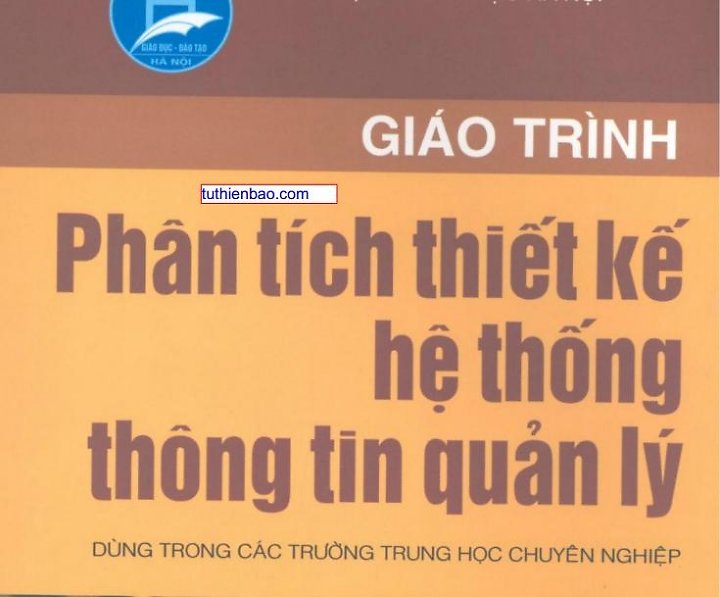 GIÁO DỤC - ĐÀO TẠO
HÀ NỘI
GIÁO TRÌNH
tuthienbao.com
Phân tích thiết kế
hệ thống
thông tin quản lý
DÙNG TRONG CÁC TRƯỜNG TRUNG HỌC CHUYÊN NGHIỆP